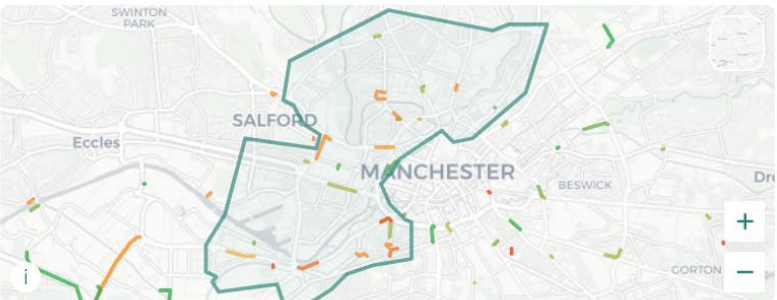 SWINTON
PARK
SALFORD
Eccles
MANCHESTER
BESWICK
Dro
+
GORTON
i
−